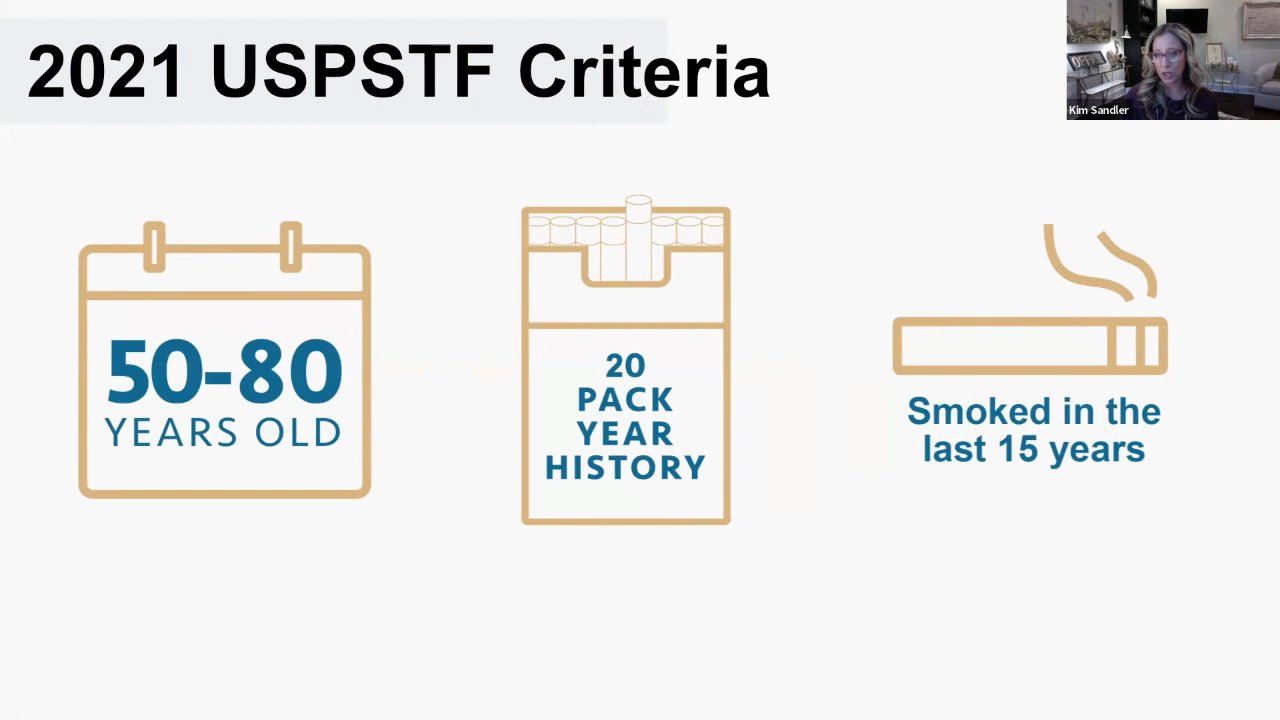 2021 USPSTF Criteria
Kim Sandler
50-80
YEARS OLD
20
PACK
YEAR
HISTORY
Smoked in the
last 15 years